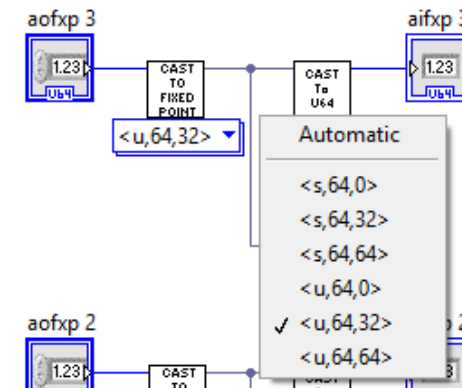 aofxp 3
aifxp 3
1.23
U64
CAST
TO
FIXED
POINT
CAST
To
U64
1.23
U64
<u,64,32>
Automatic
<s,64,0>
<s,64,32>
<s,64,64>
<u,64,0>
✓ <u,64,32>
<u,64,64>
aofxp 2
2
1.23
CAST
TO